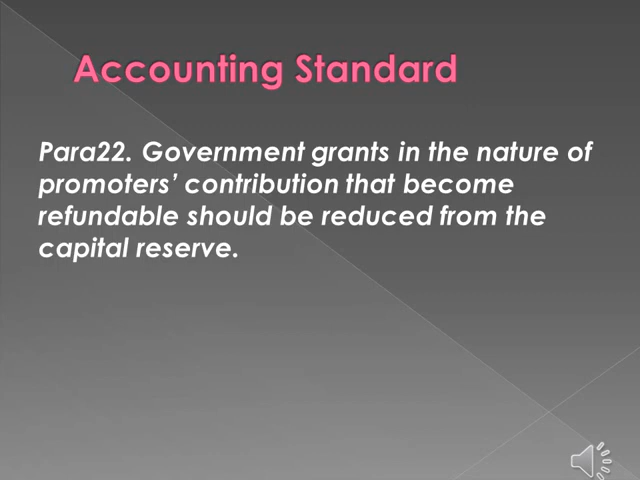 Accounting Standard
Para22. Government grants in the nature of
promoters’ contribution that become
refundable should be reduced from the
capital reserve.